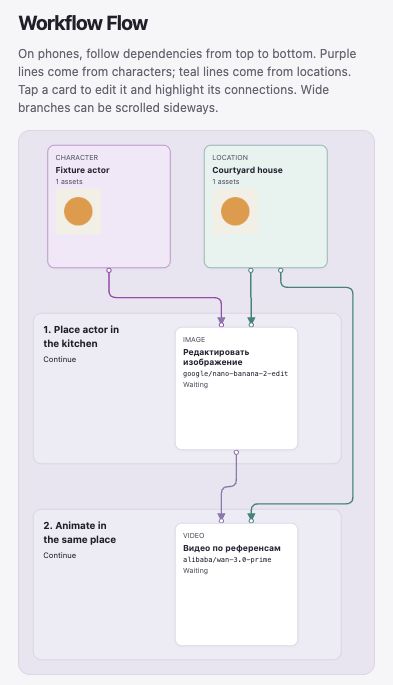 Workflow Flow
On phones, follow dependencies from top to bottom. Purple
lines come from characters; teal lines come from locations.
Tap a card to edit it and highlight its connections. Wide
branches can be scrolled sideways.
CHARACTER
Fixture actor
1 assets
LOCATION
Courtyard house
1 assets
1. Place actor in
the kitchen
Continue
IMAGE
Редактировать
изображение
google/nano-banana-2-edit
Waiting
2. Animate in
the same place
Continue
VIDEO
Видео по референсам
alibaba/wan-3.0-prime
Waiting